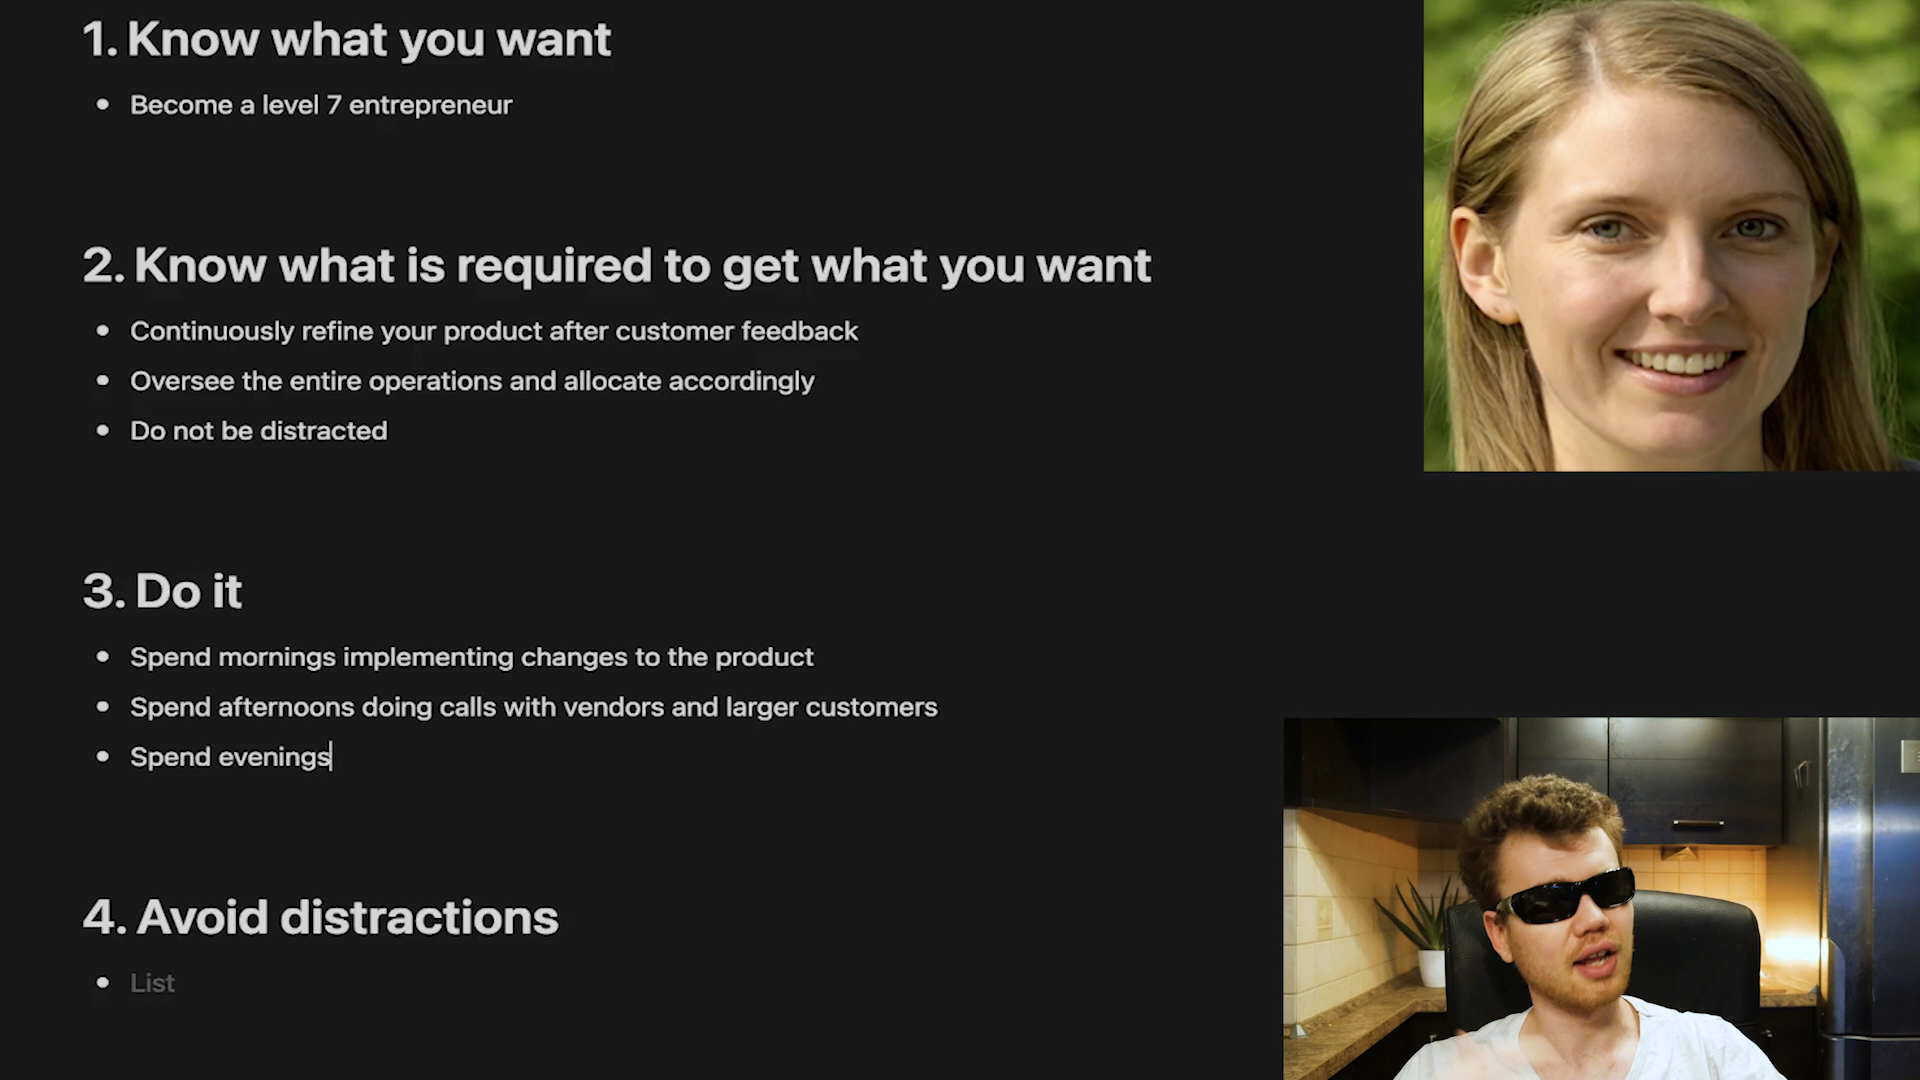 1. Know what you want
• Become a level 7 entrepreneur
2. Know what is required to get what you want
• Continuously refine your product after customer feedback
• Oversee the entire operations and allocate accordingly
• Do not be distracted
3. Do it
• Spend mornings implementing changes to the product
• Spend afternoons doing calls with vendors and larger customers
• Spend evenings
4. Avoid distractions
• List